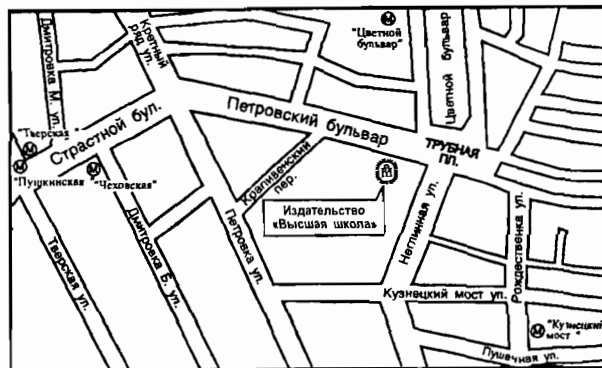 Дмитровка М. ул.
Каретный
ряд ул.
М
"Цветной
бульвар"
Цветной бульвар
Страстной бул.
Петровский бульвар
ТРУБНАЯ
ПЛ.
"Тверская"
М
М
"Пушкинская
М
"Чеховская"
Крапивенский
пер.
Издательство
«Высшая школа»
Неглинная ул.
Рождественка ул.
Тверская ул.
Дмитровка Б. ул.
Петровка ул.
Кузнецкий мост ул.
М
"Кузнецкий
мост"
Пушечная ул.